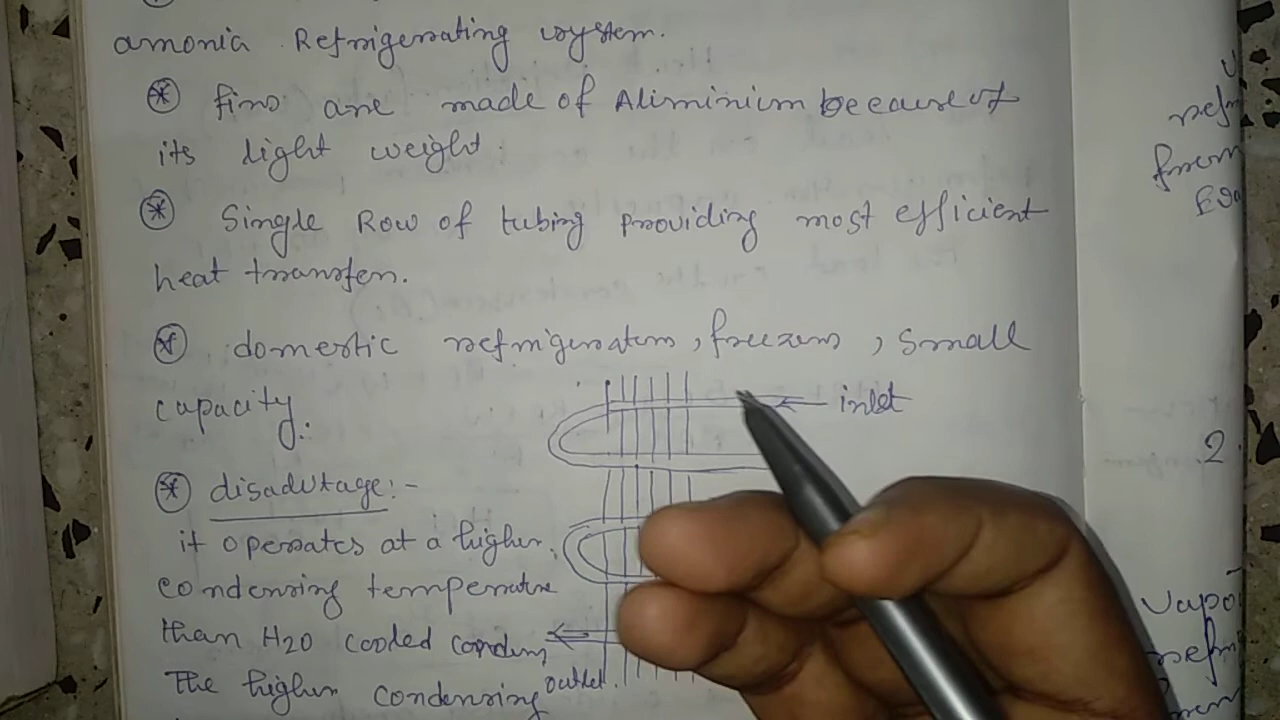 amonia Refrigerating system.
* fins are made of Aliminium because of
its light weight.
* Single Row of tubing providing most efficient
heat transfer.
* domestic refrigerators, freezers, small
capacity.
inlet
* disadvtage:-
it operates at a higher
condensing temperature
than H2O cooled
The higher condensing
outlet.
from
2.